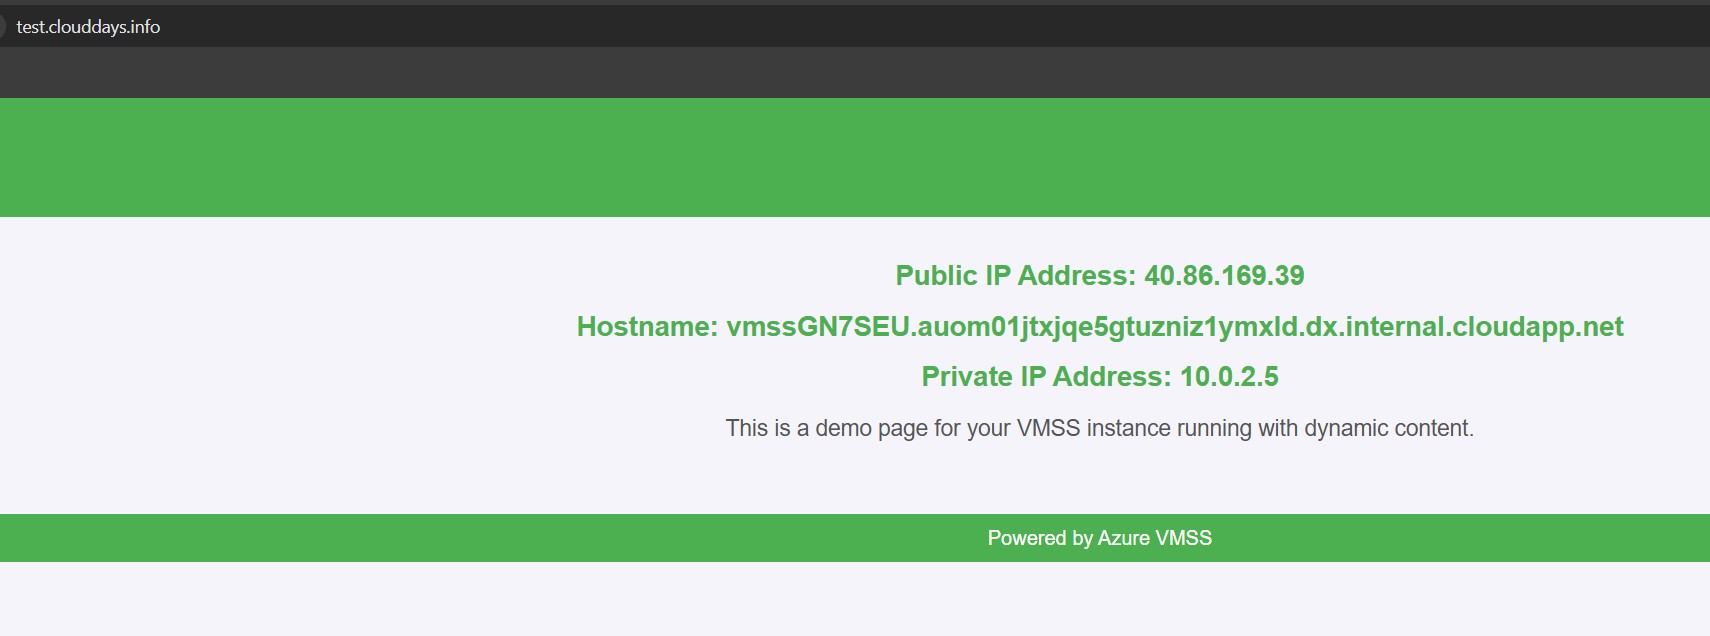 test.clouddays.info
Public IP Address: 40.86.169.39
Hostname: vmssGN7SEU.auom01jtxjqe5gtuzniz1ymxld.dx.internal.cloudapp.net
Private IP Address: 10.0.2.5
This is a demo page for your VMSS instance running with dynamic content.
Powered by Azure VMSS